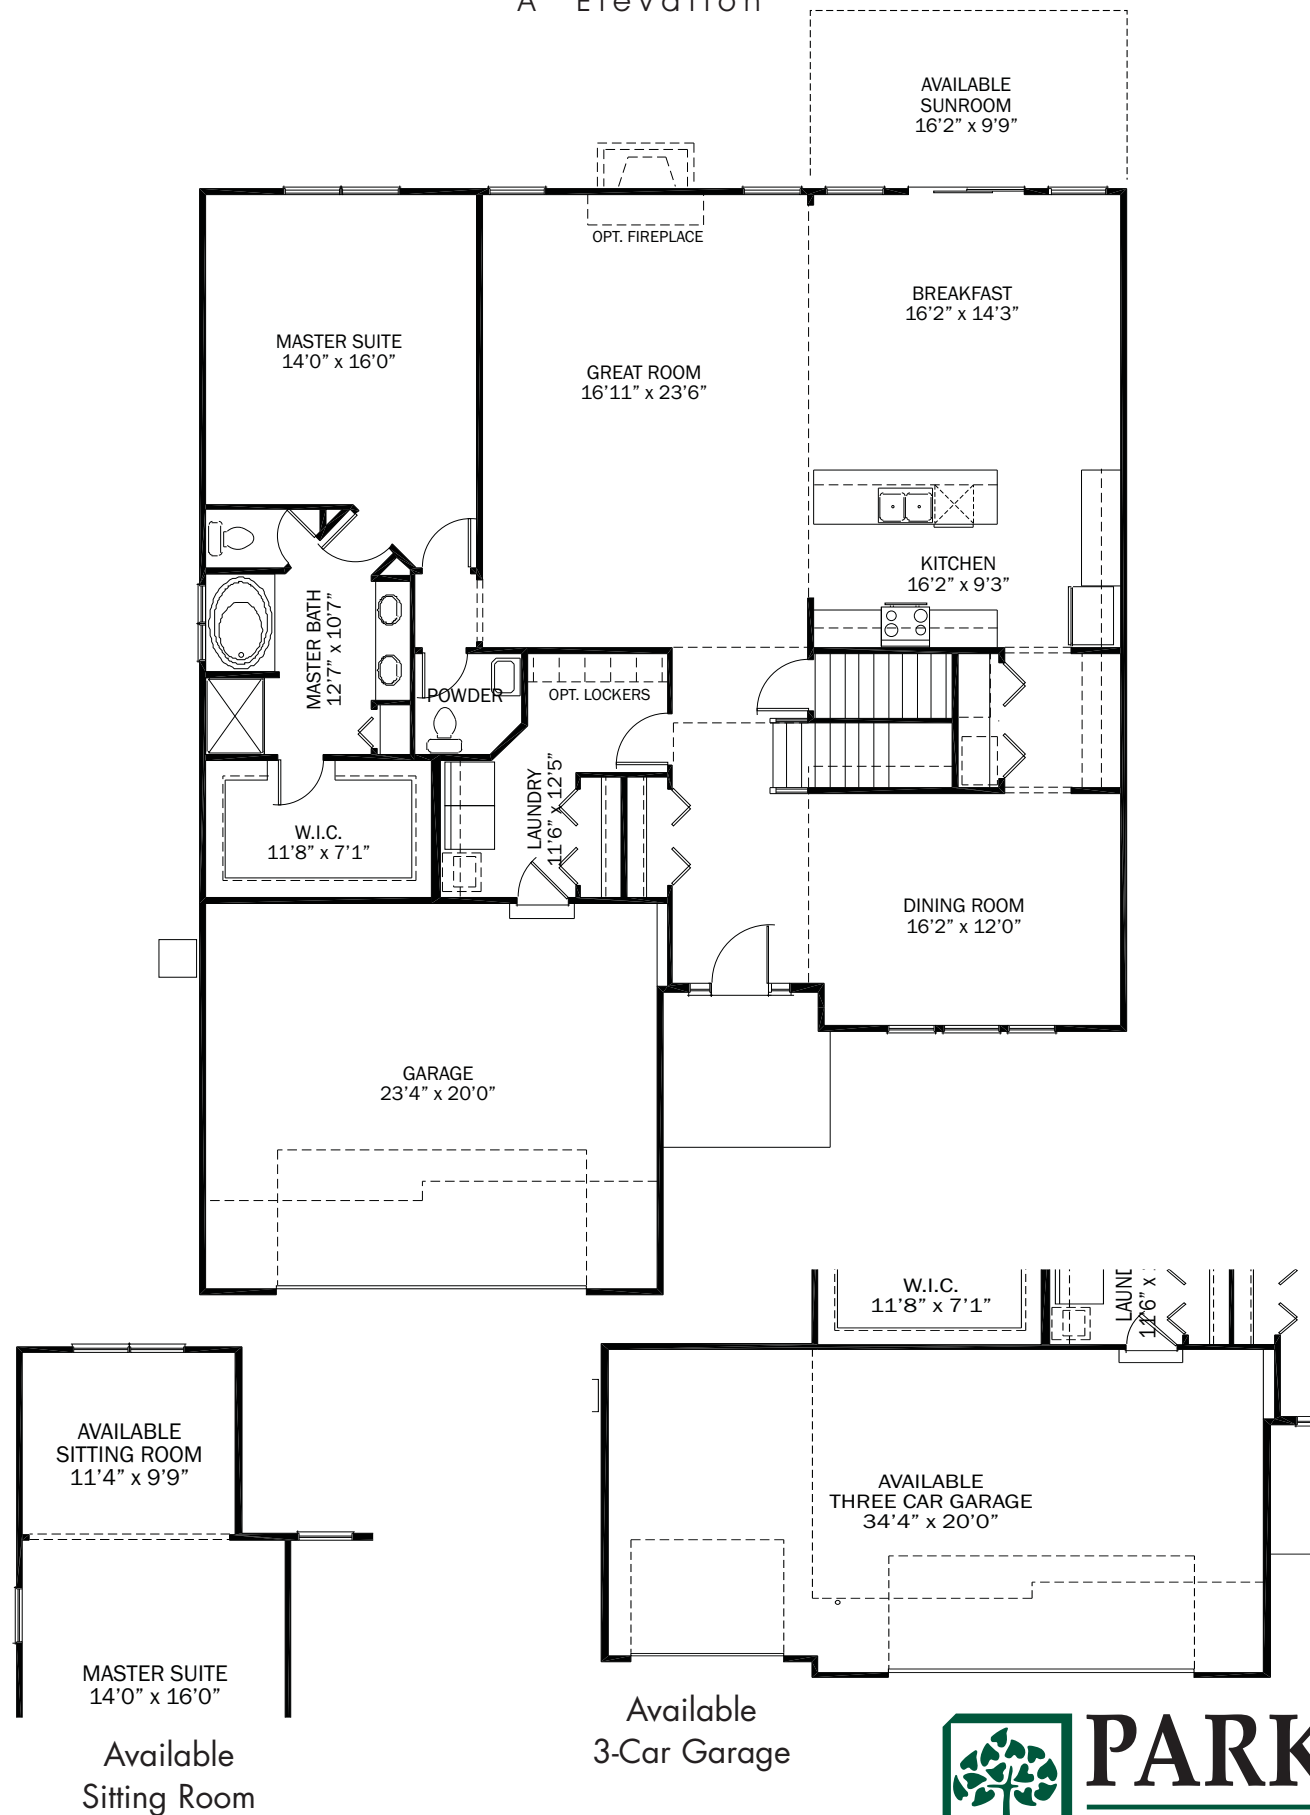 A Elevation
AVAILABLE
SUNROOM
16’2” x 9’9”
OPT. FIREPLACE
BREAKFAST
16’2” x 14’3”
MASTER SUITE
14’0” x 16’0”
GREAT ROOM
16’11” x 23’6”
KITCHEN
16’2” x 9’3”
MASTER BATH
12’7” x 10’7”
POWDER
OPT. LOCKERS
LAUNDRY
11’6” x 12’5”
W.I.C.
11’8” x 7’1”
DINING ROOM
16’2” x 12’0”
GARAGE
23’4” x 20’0”
W.I.C.
11’8” x 7’1”
LAUND
11’6” x
AVAILABLE
SITTING ROOM
11’4” x 9’9”
AVAILABLE
THREE CAR GARAGE
34’4” x 20’0”
MASTER SUITE
14’0” x 16’0”
Available
3-Car Garage
Available
Sitting Room
PARK